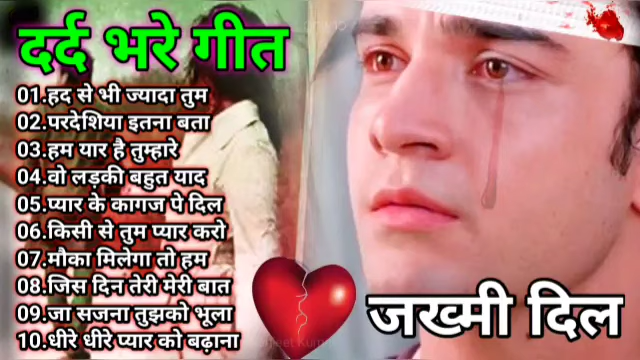 दर्द भरे गीत
01.हद से भी ज्यादा तुम
02.परदेशिया इतना बता
03.हम यार है तुम्हारे
04.वो लड़की बहुत याद
05.प्यार के कागज पे दिल
06.किसी से तुम प्यार करो
07.मौका मिलेगा तो हम
08.जिस दिन तेरी मेरी बात
09.जा सजना तुझको भूला
10.धीरे धीरे प्यार को बढ़ाना
जख्मी दिल